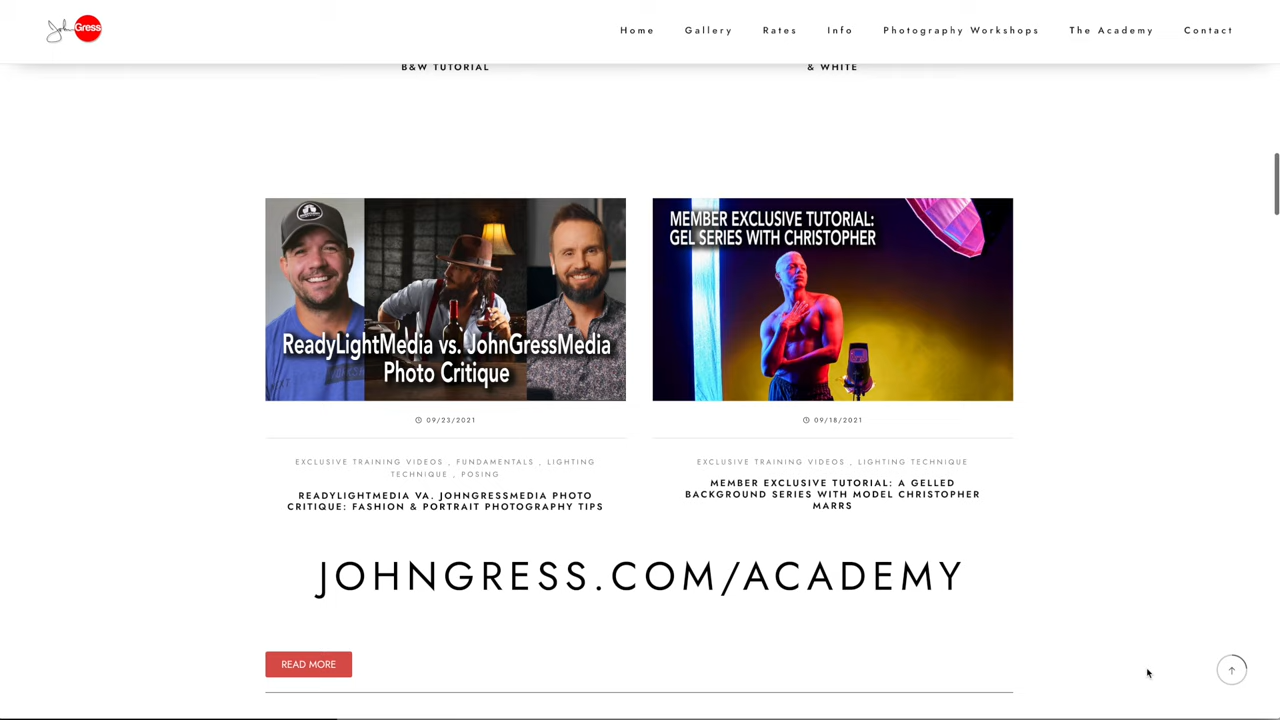 John Gress
Home Gallery Rates Info Photography Workshops The Academy Contact
B&W TUTORIAL
& WHITE
ReadyLightMedia vs. JohnGressMedia
Photo Critique
MEMBER EXCLUSIVE TUTORIAL:
GEL SERIES WITH CHRISTOPHER
09/23/2021
09/18/2021
EXCLUSIVE TRAINING VIDEOS , FUNDAMENTALS , LIGHTING
TECHNIQUE , POSING
READYLIGHTMEDIA VA. JOHNGRESSMEDIA PHOTO
CRITIQUE: FASHION & PORTRAIT PHOTOGRAPHY TIPS
EXCLUSIVE TRAINING VIDEOS , LIGHTING TECHNIQUE
MEMBER EXCLUSIVE TUTORIAL: A GELLED
BACKGROUND SERIES WITH MODEL CHRISTOPHER
MARRS
JOHNGRESS.COM/ACADEMY
READ MORE